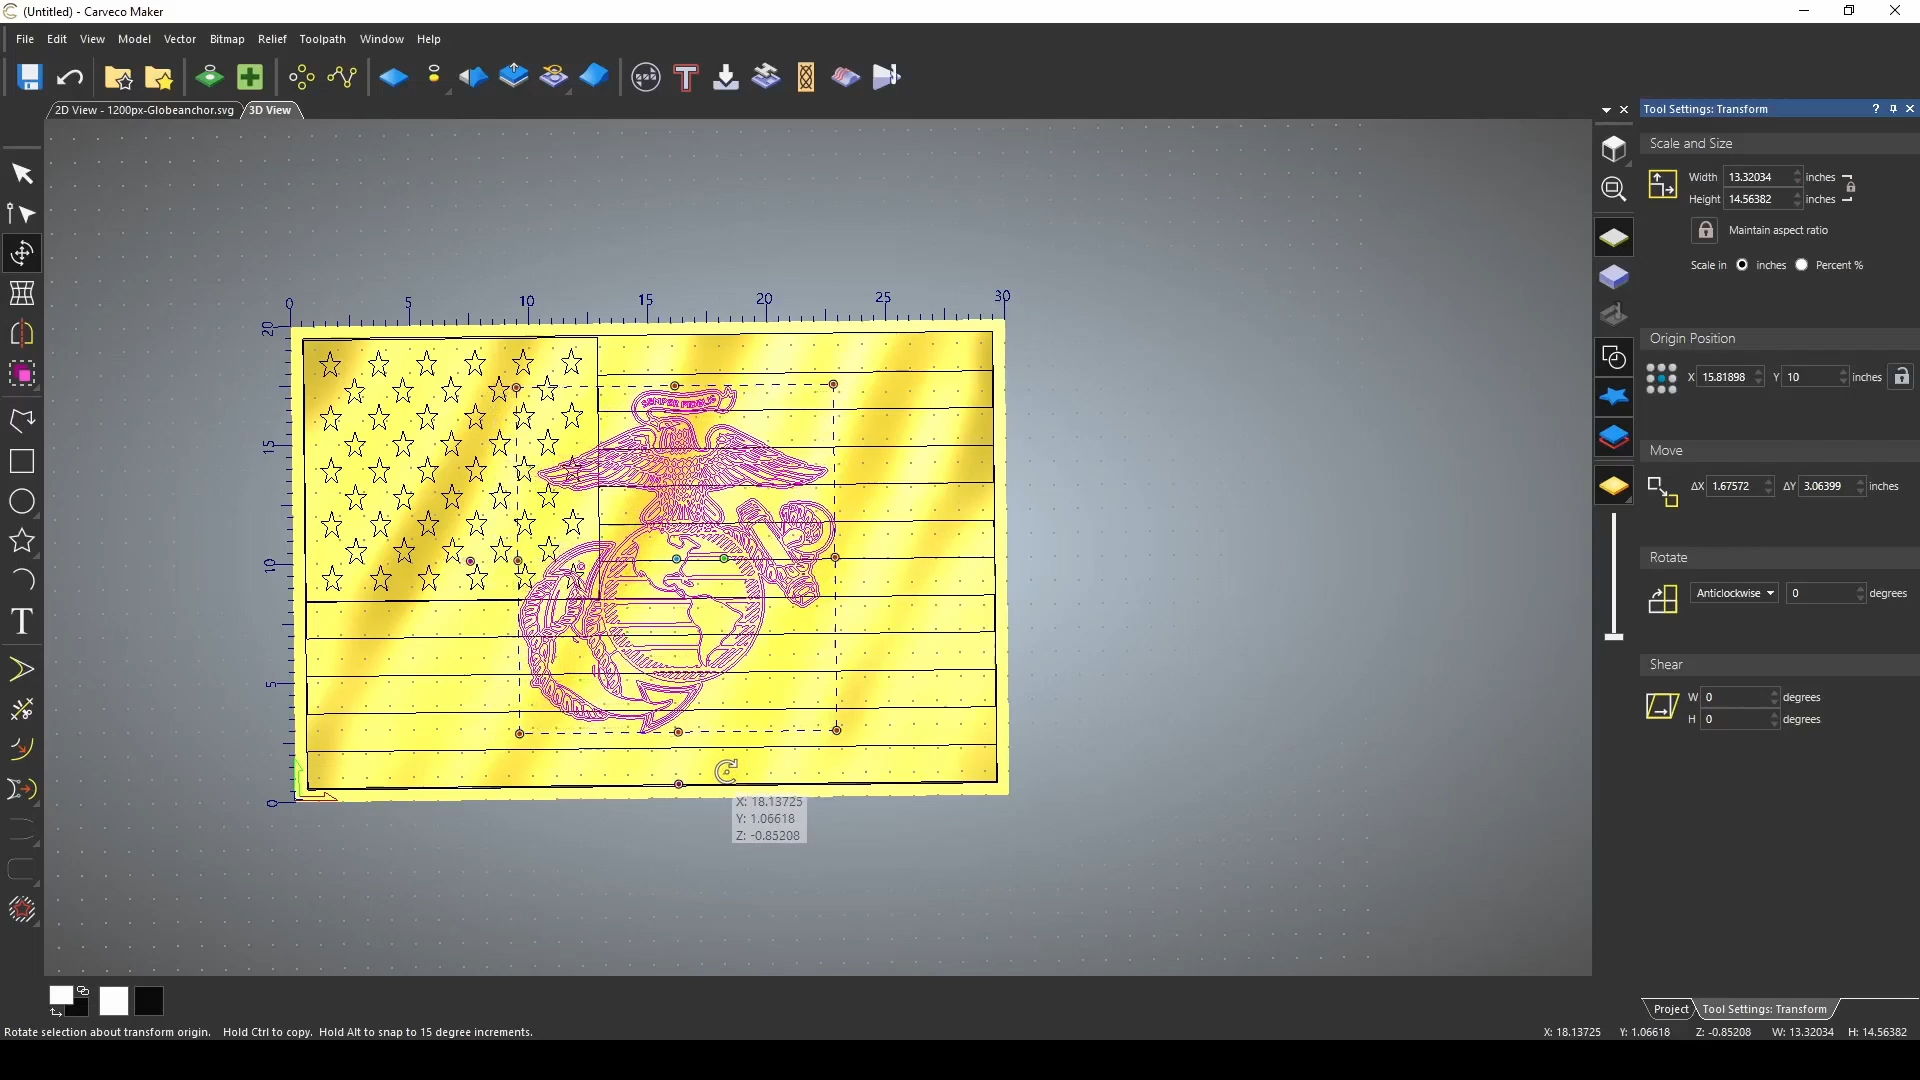 (Untitled) - Carveco Maker
File Edit View Model Vector Bitmap Relief Toolpath Window Help
2D View - 1200px-Globeanchor.svg 3D View
Tool Settings: Transform
Scale and Size
Width 13.32034 inches
Height 14.56382 inches
Maintain aspect ratio
Scale in inches Percent %
Origin Position
X 15.81898 Y 10 inches
Move
ΔX 1.67572 ΔY 3.06399 inches
Rotate
Anticlockwise 0 degrees
Shear
W 0 degrees
H 0 degrees
0 5 10 15 20 25 30
20
15
10
5
0
SEMPER FIDELIS
X: 18.13725
Y: 1.06618
Z: -0.85208
Project Tool Settings: Transform
Rotate selection about transform origin. Hold Ctrl to copy. Hold Alt to snap to 15 degree increments.
X: 18.13725 Y: 1.06618 Z: -0.85208 W: 13.32034 H: 14.56382